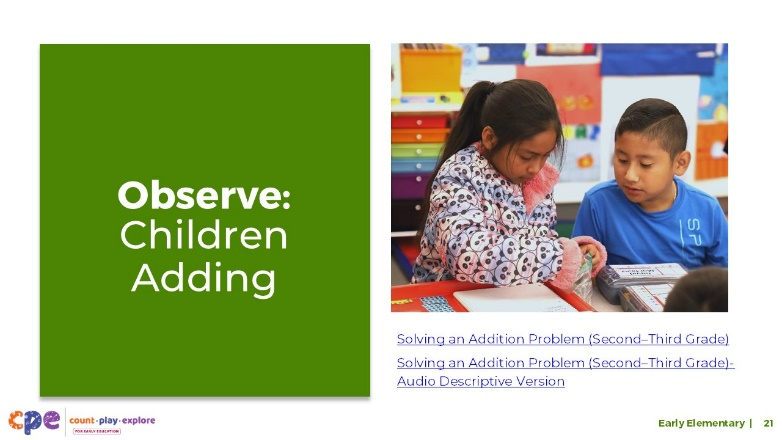 Observe:
Children
Adding
Solving an Addition Problem (Second–Third Grade)
Solving an Addition Problem (Second–Third Grade)-
Audio Descriptive Version
cpe
count·play·explore
FOR EARLY EDUCATION
Early Elementary | 21